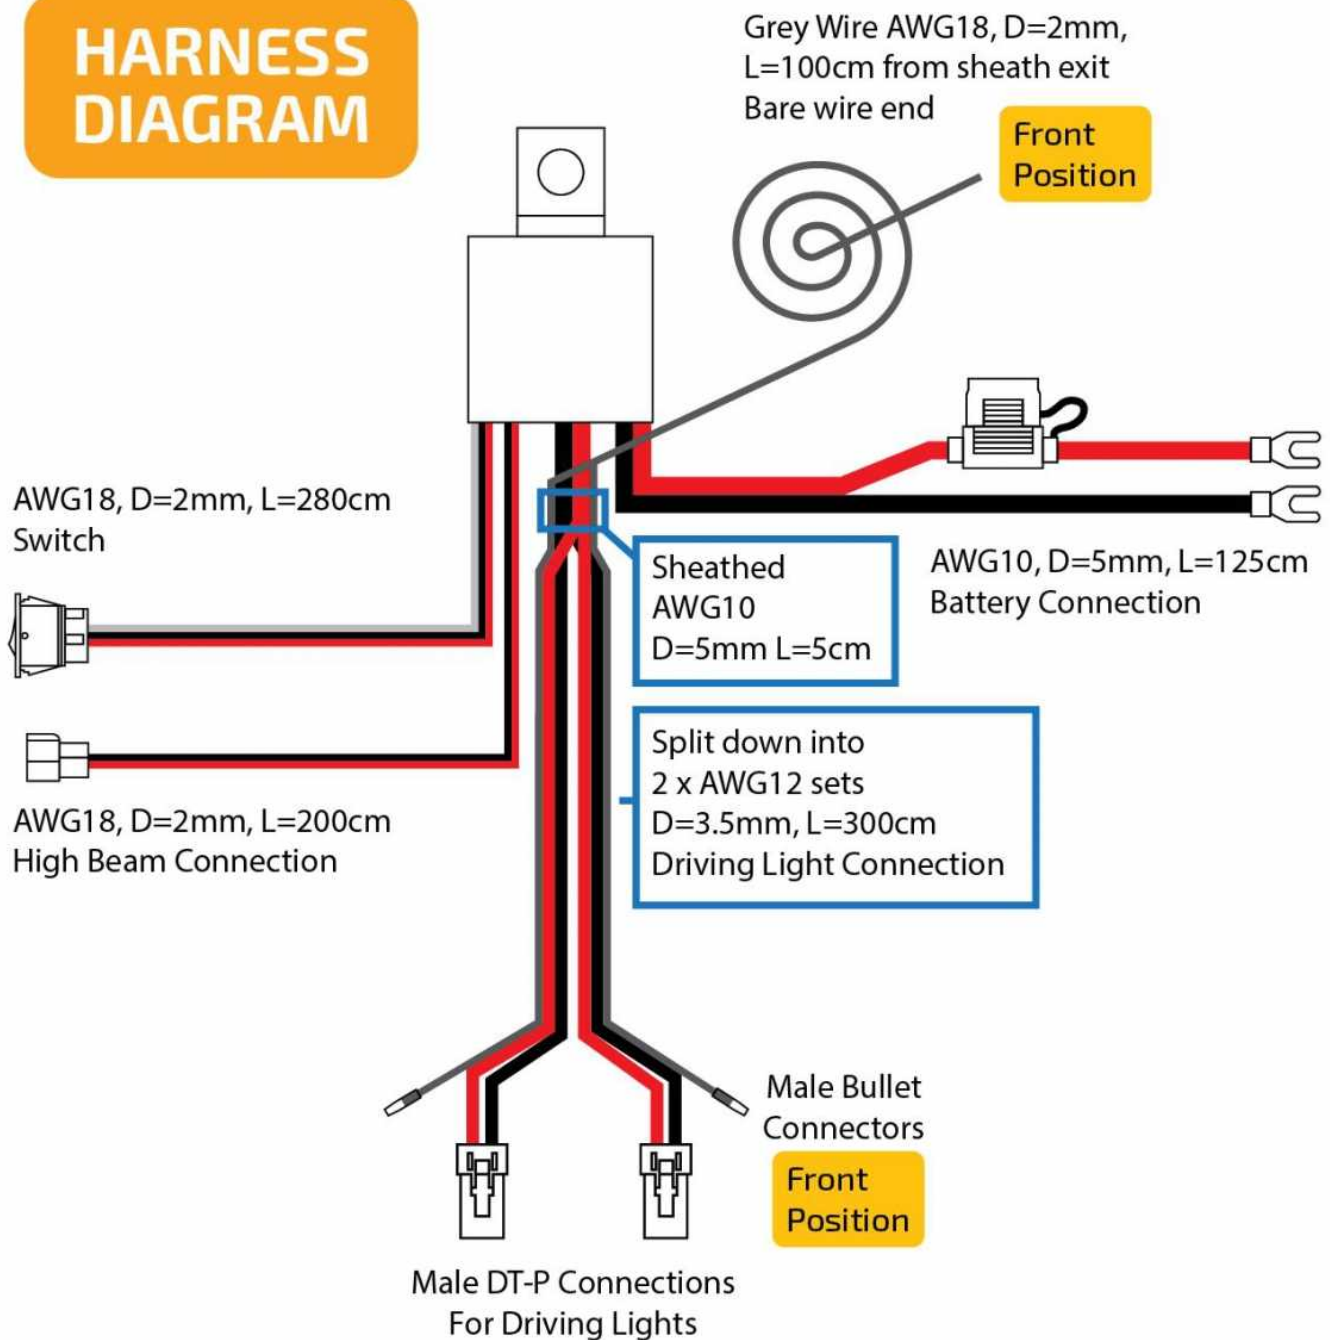 HARNESS
DIAGRAM
Grey Wire AWG18, D=2mm,
L=100cm from sheath exit
Bare wire end
Front
Position
AWG18, D=2mm, L=280cm
Switch
Sheathed
AWG10
D=5mm L=5cm
AWG10, D=5mm, L=125cm
Battery Connection
Split down into
2 x AWG12 sets
D=3.5mm, L=300cm
Driving Light Connection
AWG18, D=2mm, L=200cm
High Beam Connection
Male Bullet
Connectors
Front
Position
Male DT-P Connections
For Driving Lights